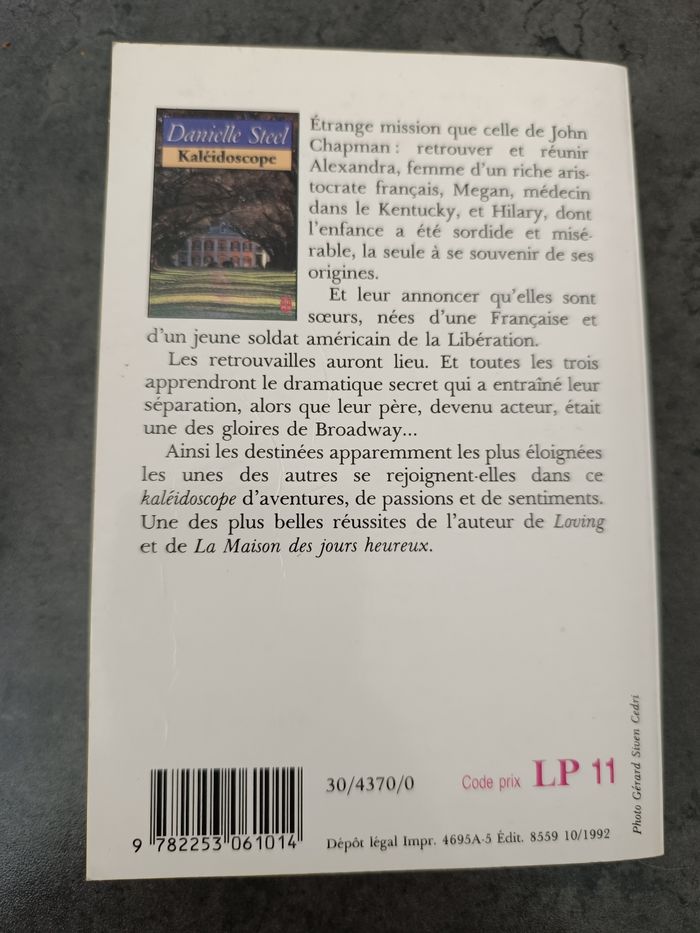 Danielle Steel
Kaléidoscope
Étrange mission que celle de John
Chapman : retrouver et réunir
Alexandra, femme d'un riche aris-
tocrate français, Megan, médecin
dans le Kentucky, et Hilary, dont
l'enfance a été sordide et misé-
rable, la seule à se souvenir de ses
origines.
Et leur annoncer qu'elles sont
sœurs, nées d'une Française et
d'un jeune soldat américain de la Libération.
Les retrouvailles auront lieu. Et toutes les trois
apprendront le dramatique secret qui a entraîné leur
séparation, alors que leur père, devenu acteur, était
une des gloires de Broadway...
Ainsi les destinées apparemment les plus éloignées
les unes des autres se rejoignent-elles dans ce
kaléidoscope d'aventures, de passions et de sentiments.
Une des plus belles réussites de l'auteur de Loving
et de La Maison des jours heureux.
9 782253 061014
30/4370/0
Code prix LP 11
Dépôt légal Impr. 4695A-5 Édit. 8559 10/1992
Photo Gérard Sioen Cedri